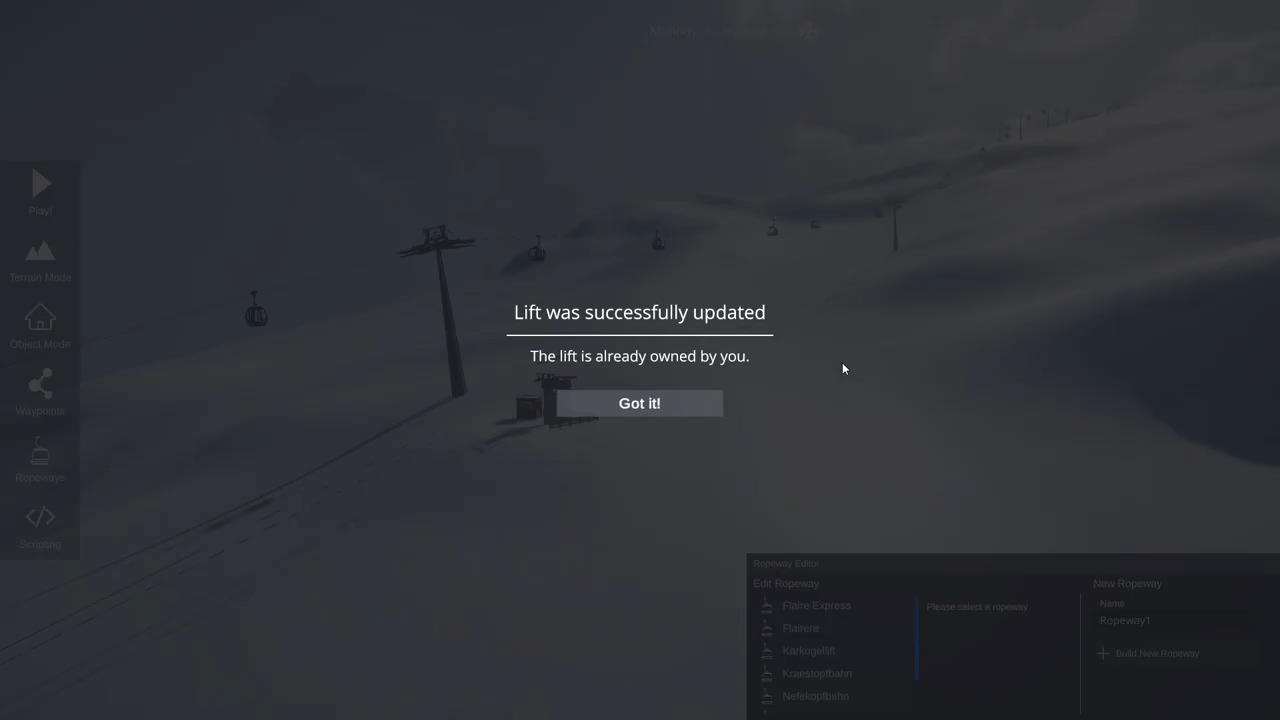 Play!
Terrain Mode
Object Mode
Waypoints
Ropeways
Scripting
Lift was successfully updated
The lift is already owned by you.
Got it!
Ropeway Editor
Edit Ropeway
Flaire Express
Flairere
Karkogellift
Kraestopfbahn
Nefekopfbahn
Please select a ropeway
New Ropeway
Name
Ropeway1
Build New Ropeway